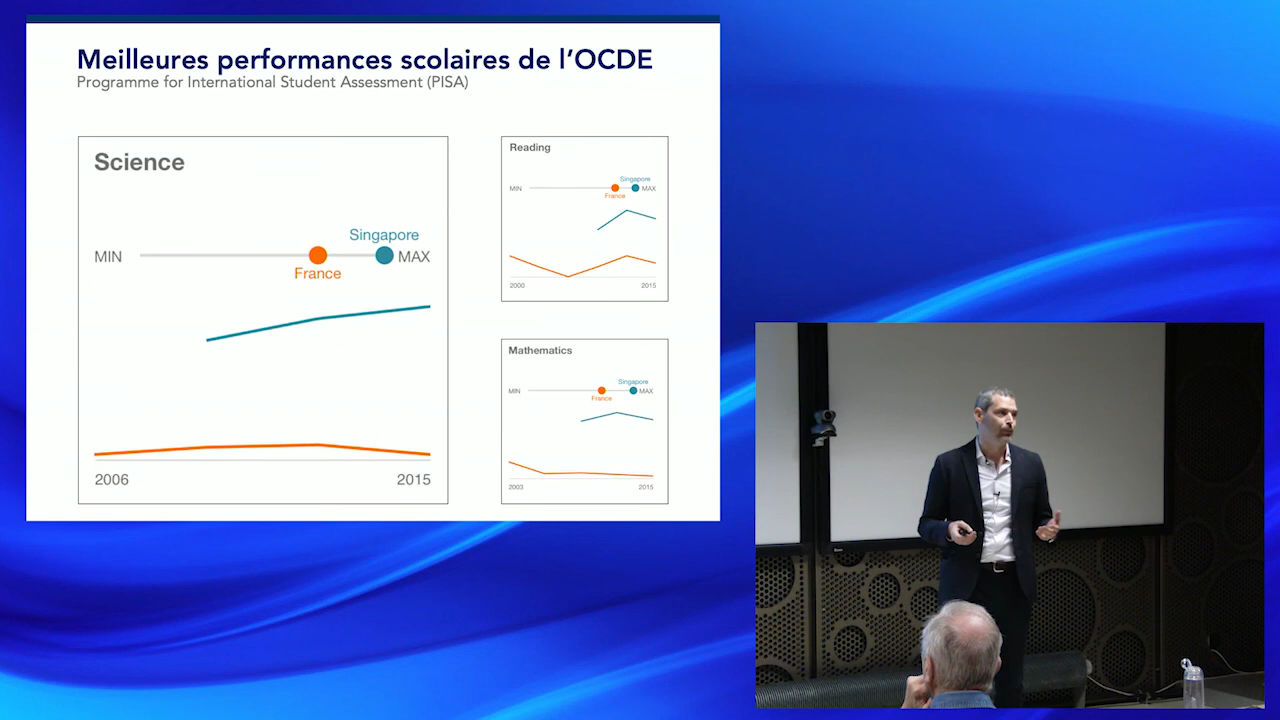 Meilleures performances scolaires de l’OCDE
Programme for International Student Assessment (PISA)
Science
Singapore
MIN
MAX
France
2006
2015
Reading
Singapore
MIN
MAX
France
2000
2015
Mathematics
Singapore
MIN
MAX
France
2003
2015